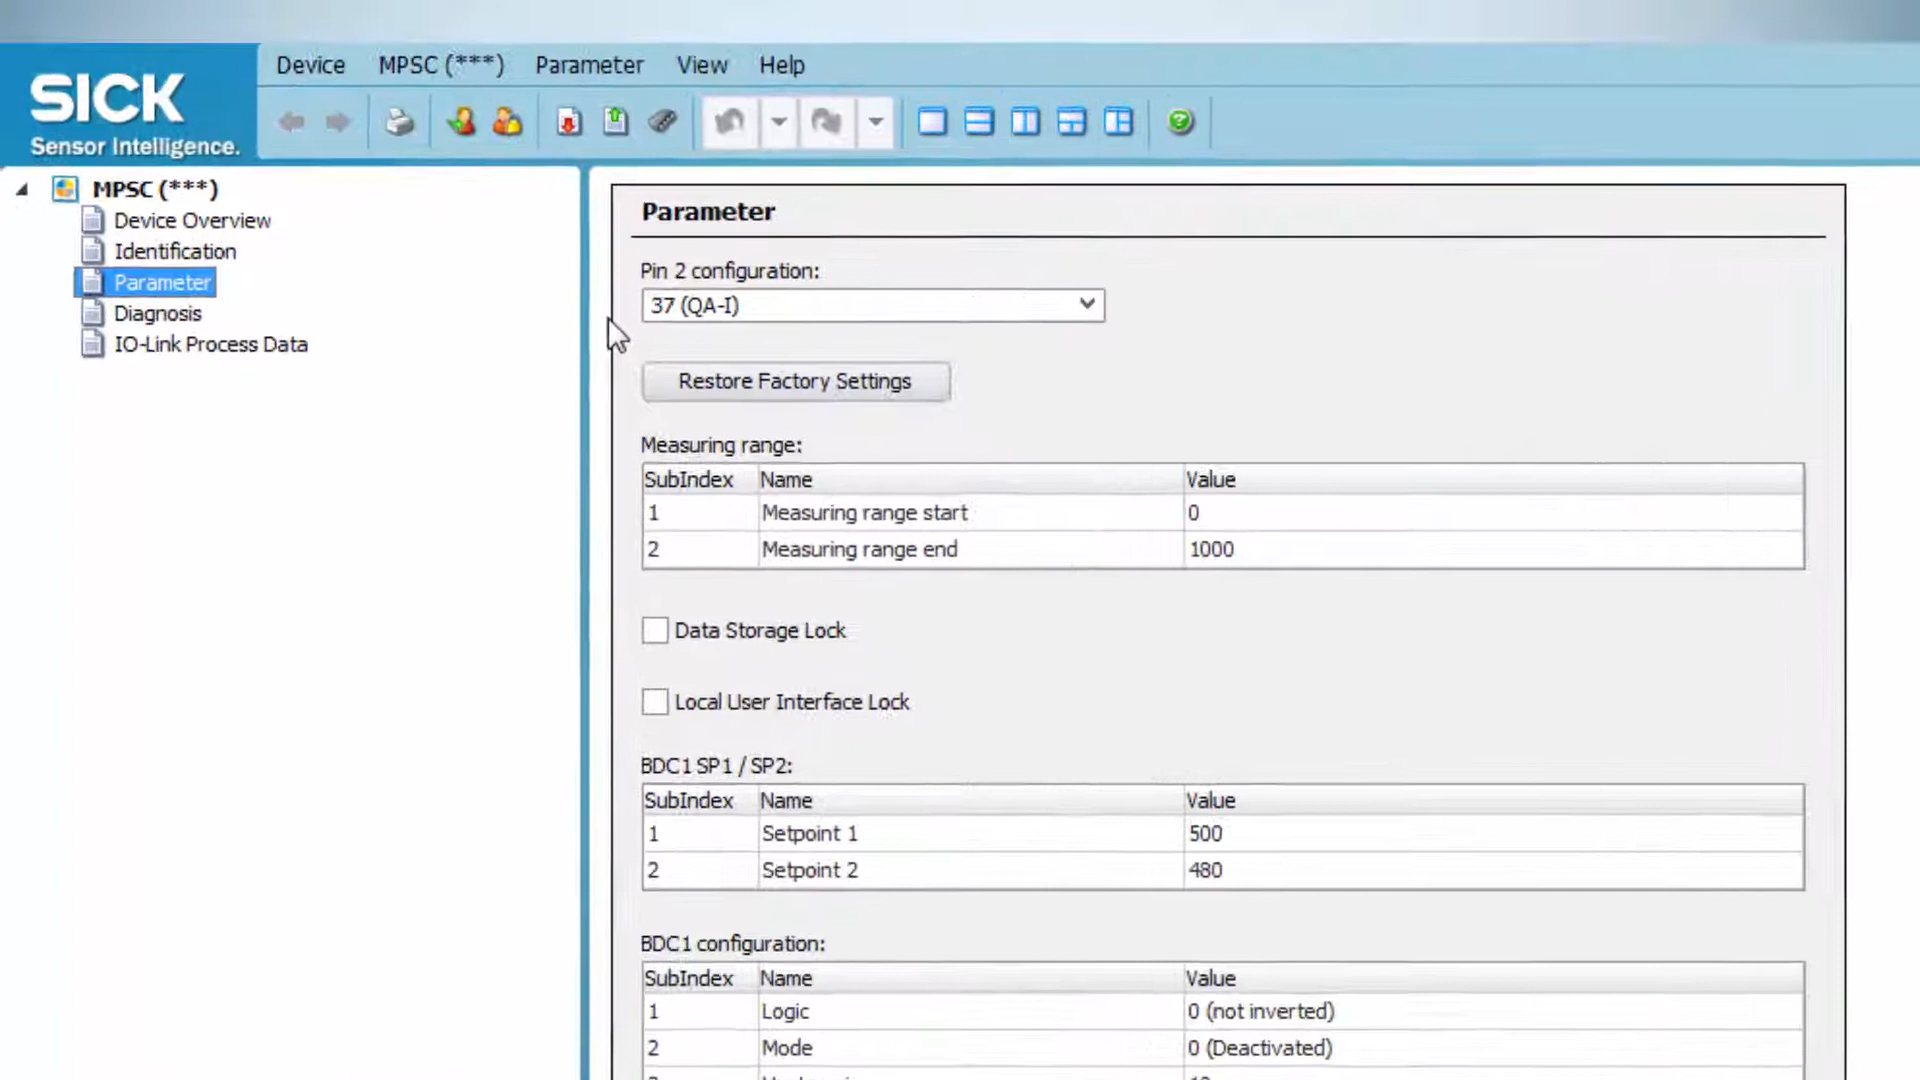 SICK
Sensor Intelligence.
Device MPSC (***) Parameter View Help
MPSC (***)
Device Overview
Identification
Parameter
Diagnosis
IO-Link Process Data
Parameter
Pin 2 configuration:
37 (QA-I)
Restore Factory Settings
Measuring range:
SubIndex Name Value
1 Measuring range start 0
2 Measuring range end 1000
Data Storage Lock
Local User Interface Lock
BDC1 SP1 / SP2:
SubIndex Name Value
1 Setpoint 1 500
2 Setpoint 2 480
BDC1 configuration:
SubIndex Name Value
1 Logic 0 (not inverted)
2 Mode 0 (Deactivated)